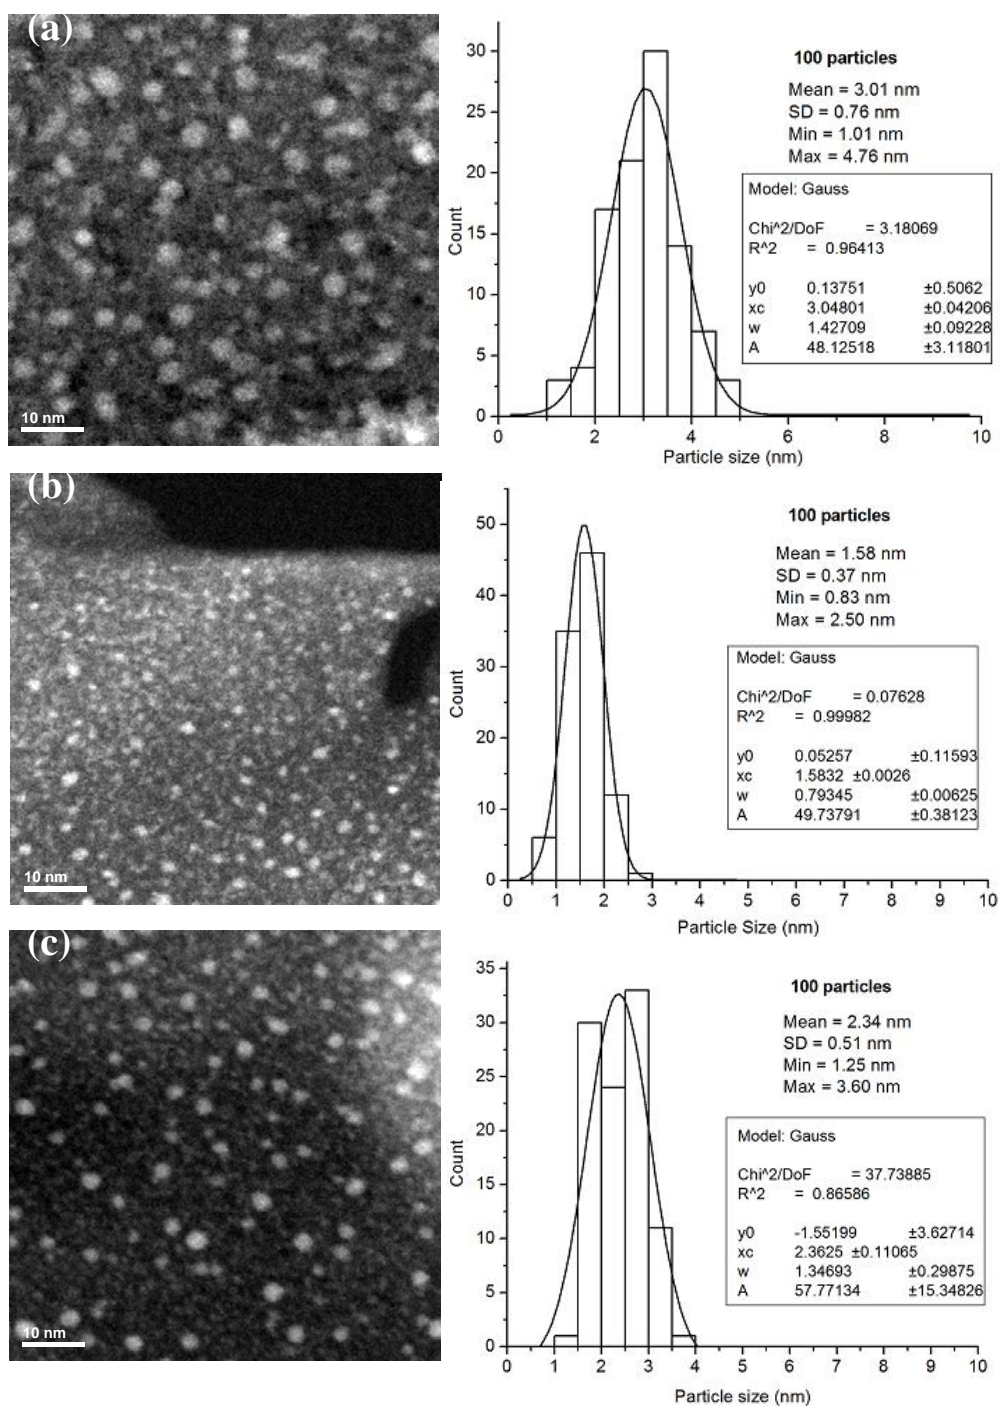 (a)
10 nm
30
25
20
15
10
5
0
Count
0 2 4 6 8 10
Particle size (nm)
100 particles
Mean = 3.01 nm
SD = 0.76 nm
Min = 1.01 nm
Max = 4.76 nm
Model: Gauss
Chi^2/DoF = 3.18069
R^2 = 0.96413
y0 0.13751 ±0.5062
xc 3.04801 ±0.04206
w 1.42709 ±0.09228
A 48.12518 ±3.11801
(b)
10 nm
50
40
30
20
10
0
Count
0 1 2 3 4 5 6 7 8 9 10
Particle Size (nm)
100 particles
Mean = 1.58 nm
SD = 0.37 nm
Min = 0.83 nm
Max = 2.50 nm
Model: Gauss
Chi^2/DoF = 0.07628
R^2 = 0.99982
y0 0.05257 ±0.11593
xc 1.5832 ±0.0026
w 0.79345 ±0.00625
A 49.73791 ±0.38123
(c)
10 nm
35
30
25
20
15
10
5
0
Count
0 1 2 3 4 5 6 7 8 9 10
Particle size (nm)
100 particles
Mean = 2.34 nm
SD = 0.51 nm
Min = 1.25 nm
Max = 3.60 nm
Model: Gauss
Chi^2/DoF = 37.73885
R^2 = 0.86586
y0 -1.55199 ±3.62714
xc 2.3625 ±0.11065
w 1.34693 ±0.29875
A 57.77134 ±15.34826